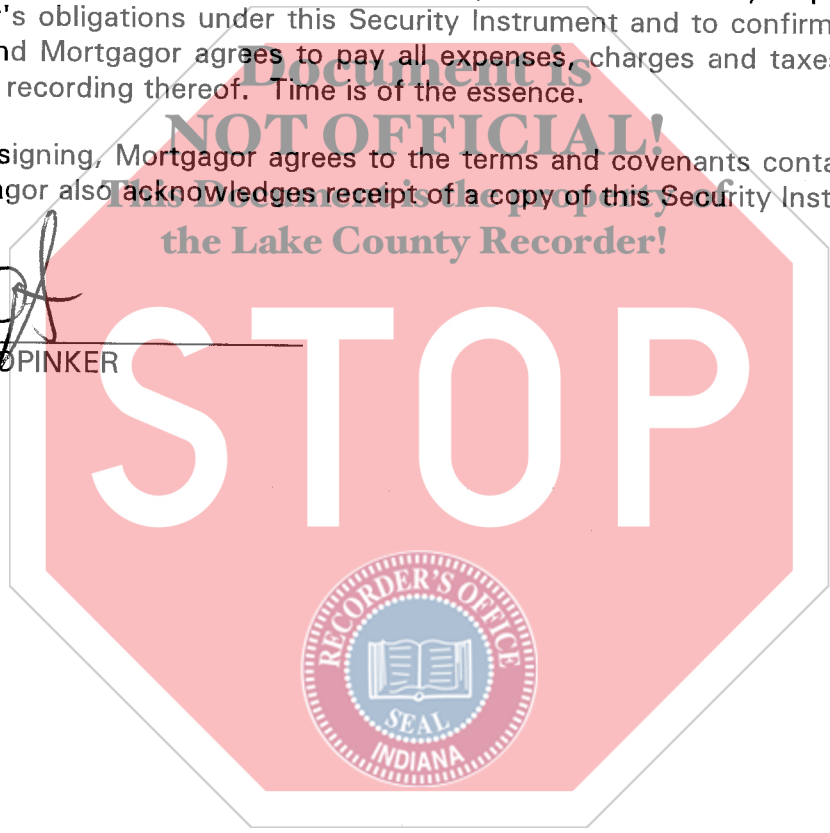 's obligations under this Security Instrument and to confirm
nd Mortgagor agrees to pay all expenses, charges and taxes
recording thereof. Time is of the essence.
Document is
NOT OFFICIAL!
signing, Mortgagor agrees to the terms and covenants conta
agor also acknowledges receipt of a copy of this Security Inst
This Document is the property of
the Lake County Recorder!
OPINKER
STOP
RECORDER'S OFFICE
SEAL
INDIANA